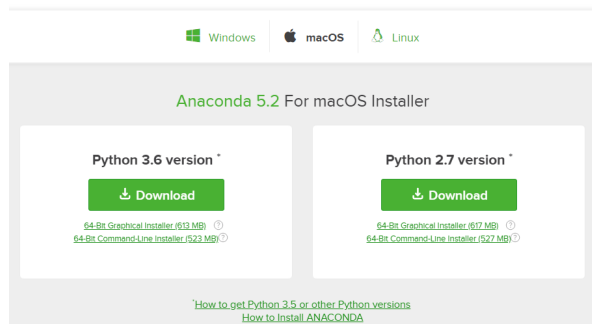 Windows macOS Linux
Anaconda 5.2 For macOS Installer
Python 3.6 version *
Download
64-Bit Graphical Installer (613 MB) ?
64-Bit Command-Line Installer (523 MB) ?
Python 2.7 version *
Download
64-Bit Graphical Installer (617 MB) ?
64-Bit Command-Line Installer (527 MB) ?
*How to get Python 3.5 or other Python versions
How to Install ANACONDA